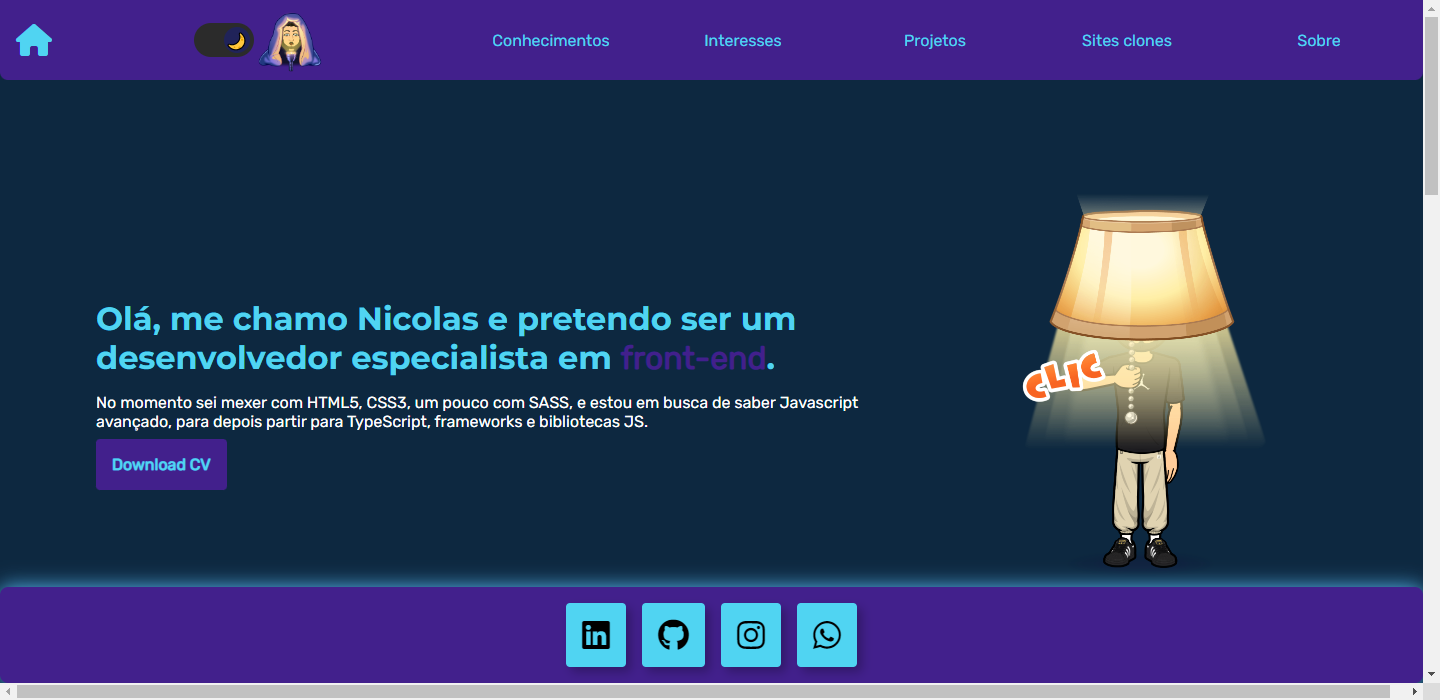 Conhecimentos Interesses Projetos Sites clones Sobre
Olá, me chamo Nicolas e pretendo ser um
desenvolvedor especialista em front-end.
No momento sei mexer com HTML5, CSS3, um pouco com SASS, e estou em busca de saber Javascript
avançado, para depois partir para TypeScript, frameworks e bibliotecas JS.
Download CV
CLIC
in